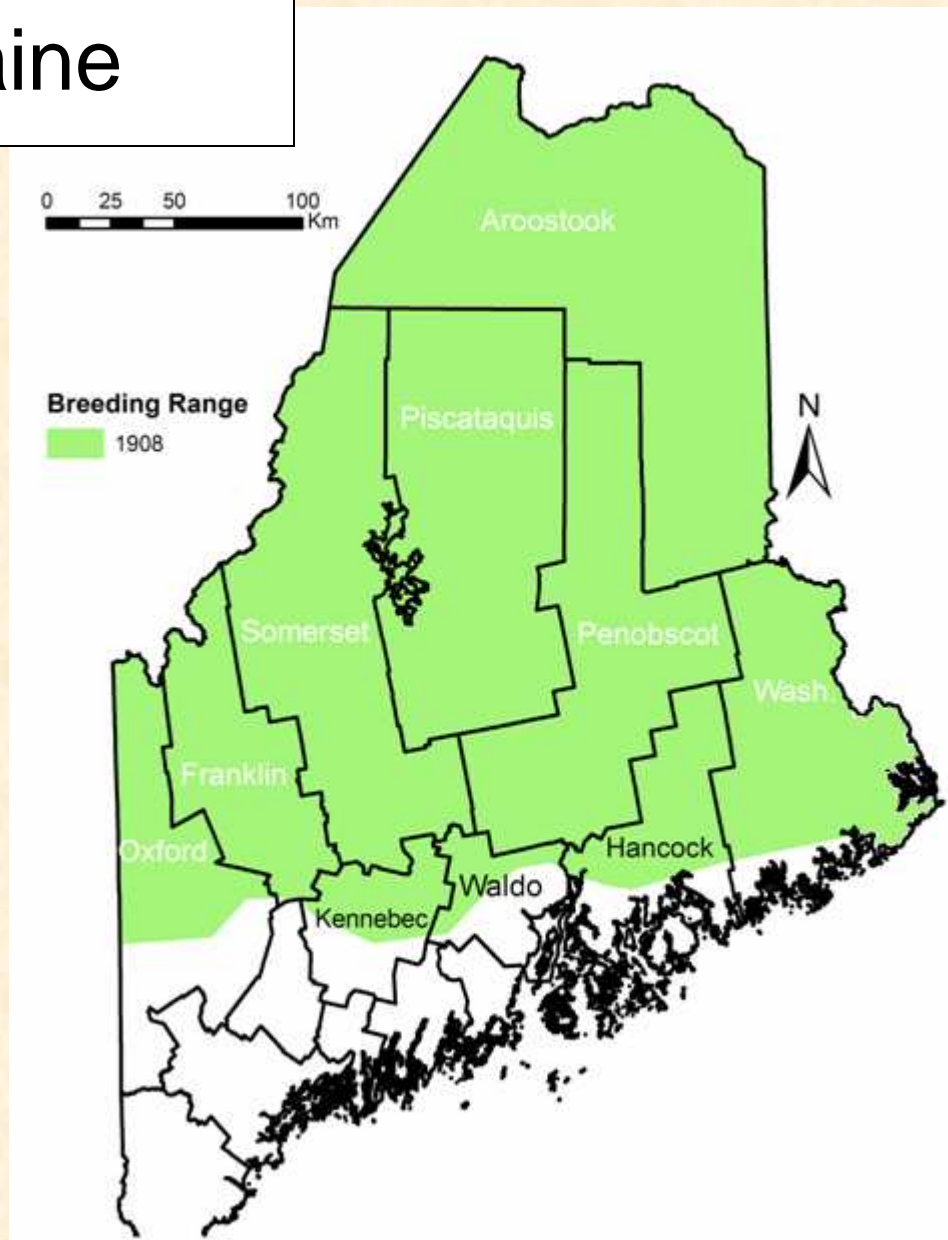 aine
0 25 50 100
Km
Aroostook
Breeding Range
1908
N
Piscataquis
Somerset
Penobscot
Wash.
Franklin
Oxford
Hancock
Waldo
Kennebec